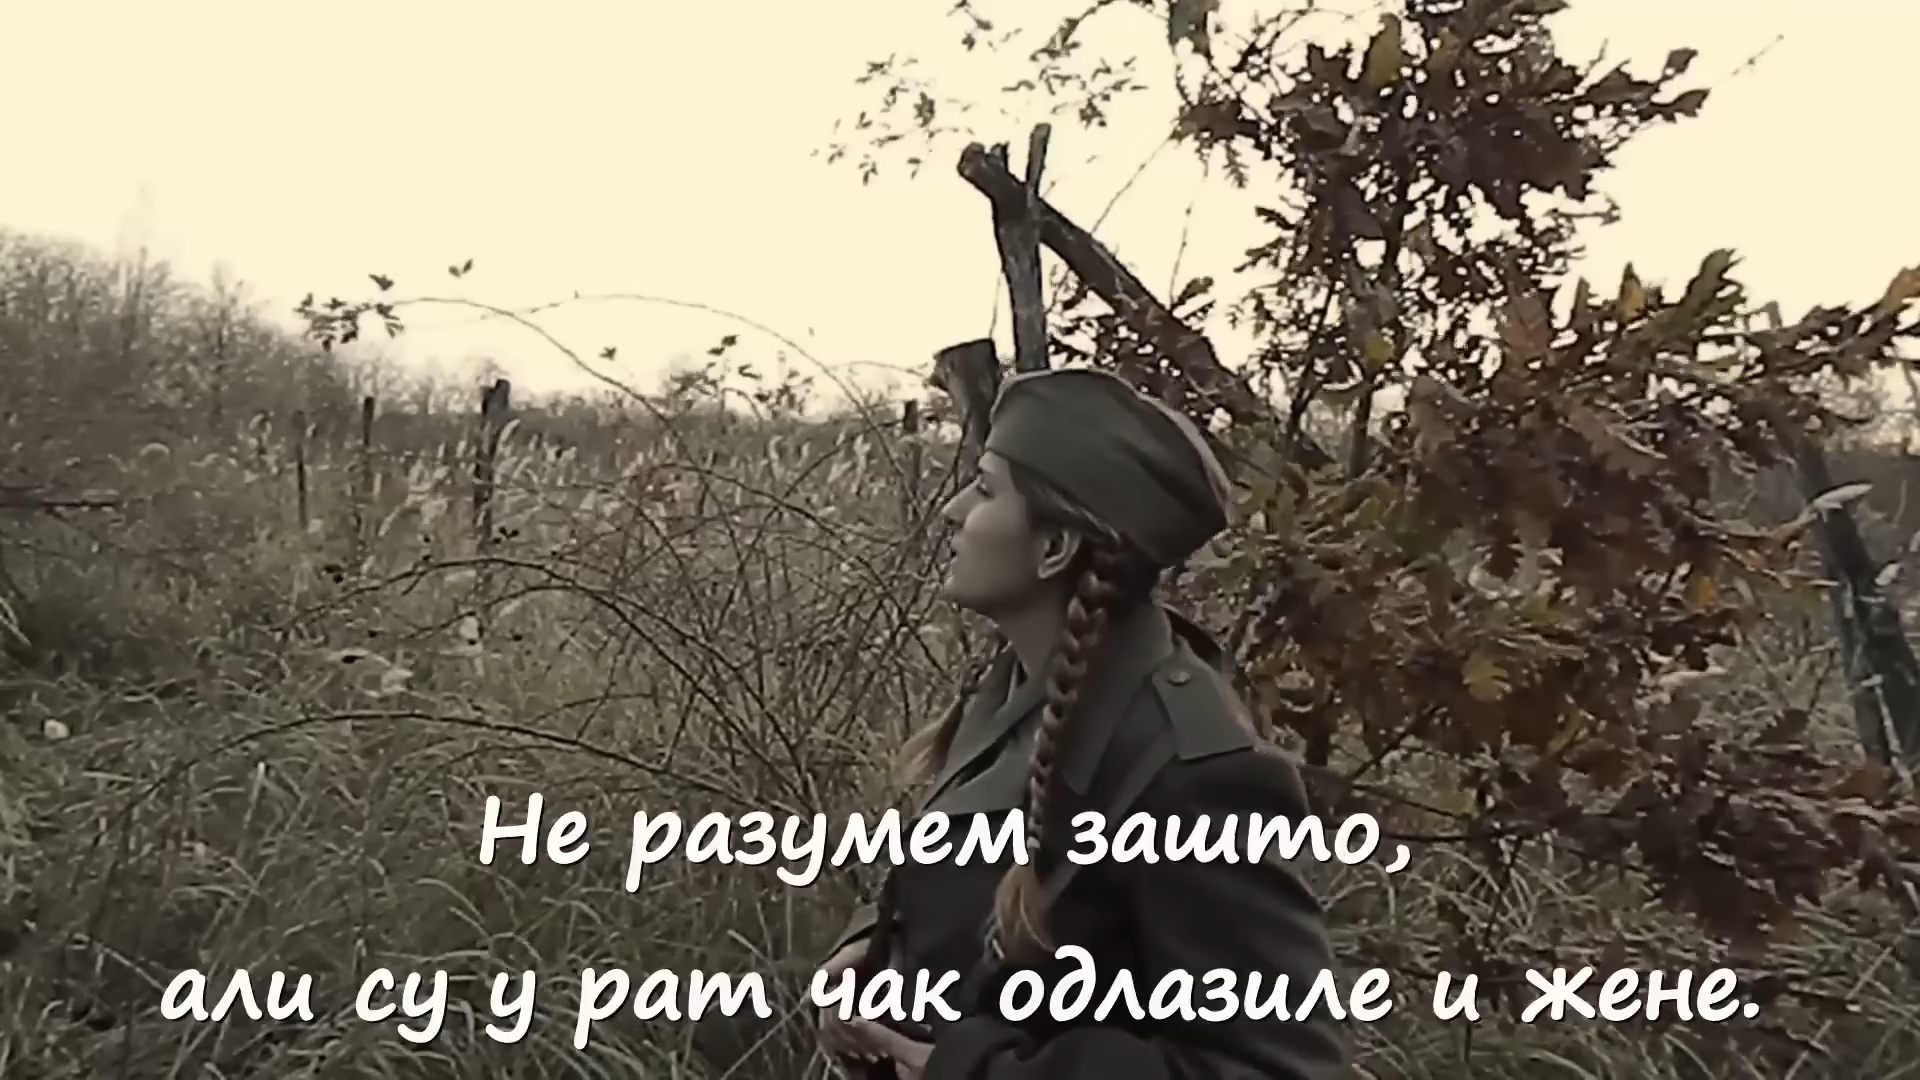 Не разумем зашто,
али су у рат чак одлазиле и жене.